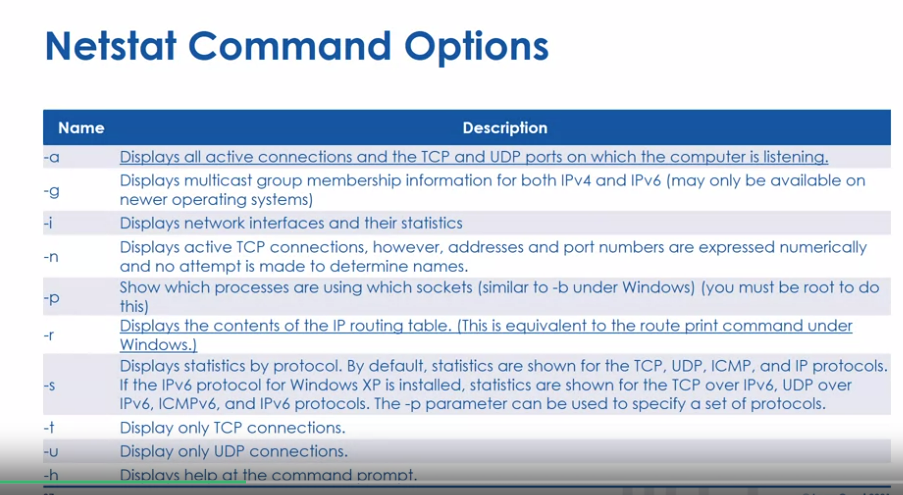 Netstat Command Options
Name Description
-a Displays all active connections and the TCP and UDP ports on which the computer is listening.
-g Displays multicast group membership information for both IPv4 and IPv6 (may only be available on
newer operating systems)
-i Displays network interfaces and their statistics
-n Displays active TCP connections, however, addresses and port numbers are expressed numerically
and no attempt is made to determine names.
-p Show which processes are using which sockets (similar to -b under Windows) (you must be root to do
this)
-r Displays the contents of the IP routing table. (This is equivalent to the route print command under
Windows.)
-s Displays statistics by protocol. By default, statistics are shown for the TCP, UDP, ICMP, and IP protocols.
If the IPv6 protocol for Windows XP is installed, statistics are shown for the TCP over IPv6, UDP over
IPv6, ICMPv6, and IPv6 protocols. The -p parameter can be used to specify a set of protocols.
-t Display only TCP connections.
-u Display only UDP connections.
-h Displays help at the command prompt.